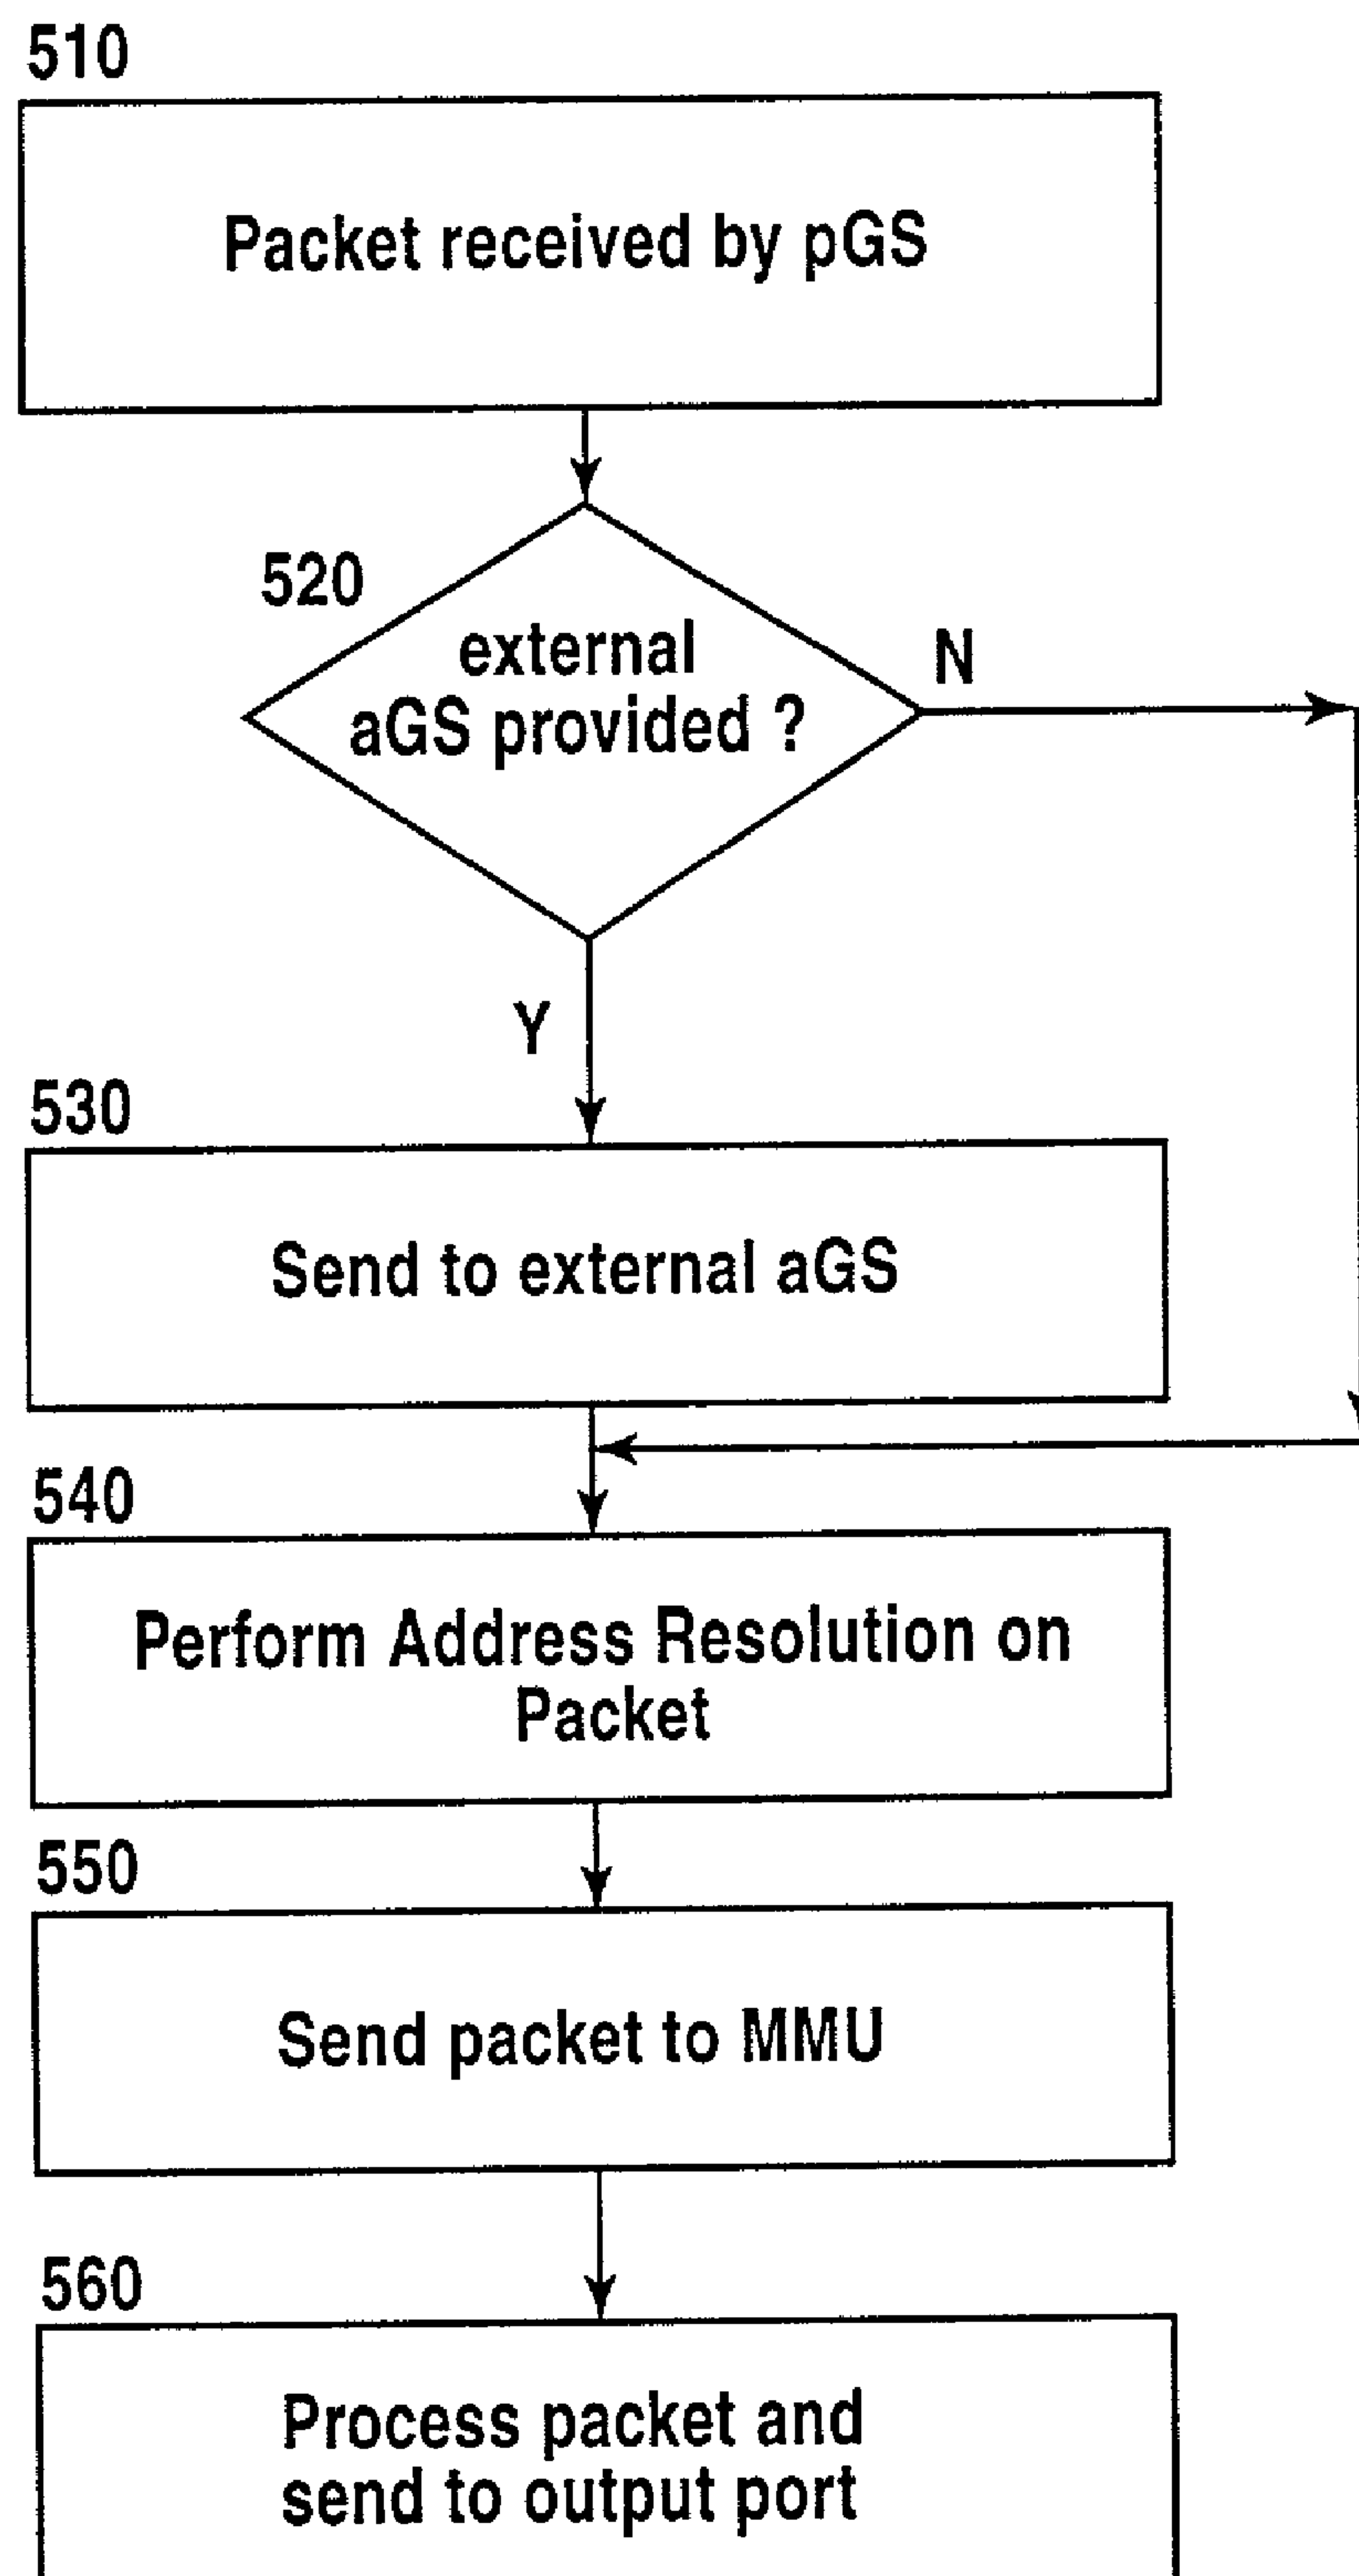 510
Packet received by pGS
520
external
aGS provided ?
N
Y
530
Send to external aGS
540
Perform Address Resolution on
Packet
550
Send packet to MMU
560
Process packet and
send to output port